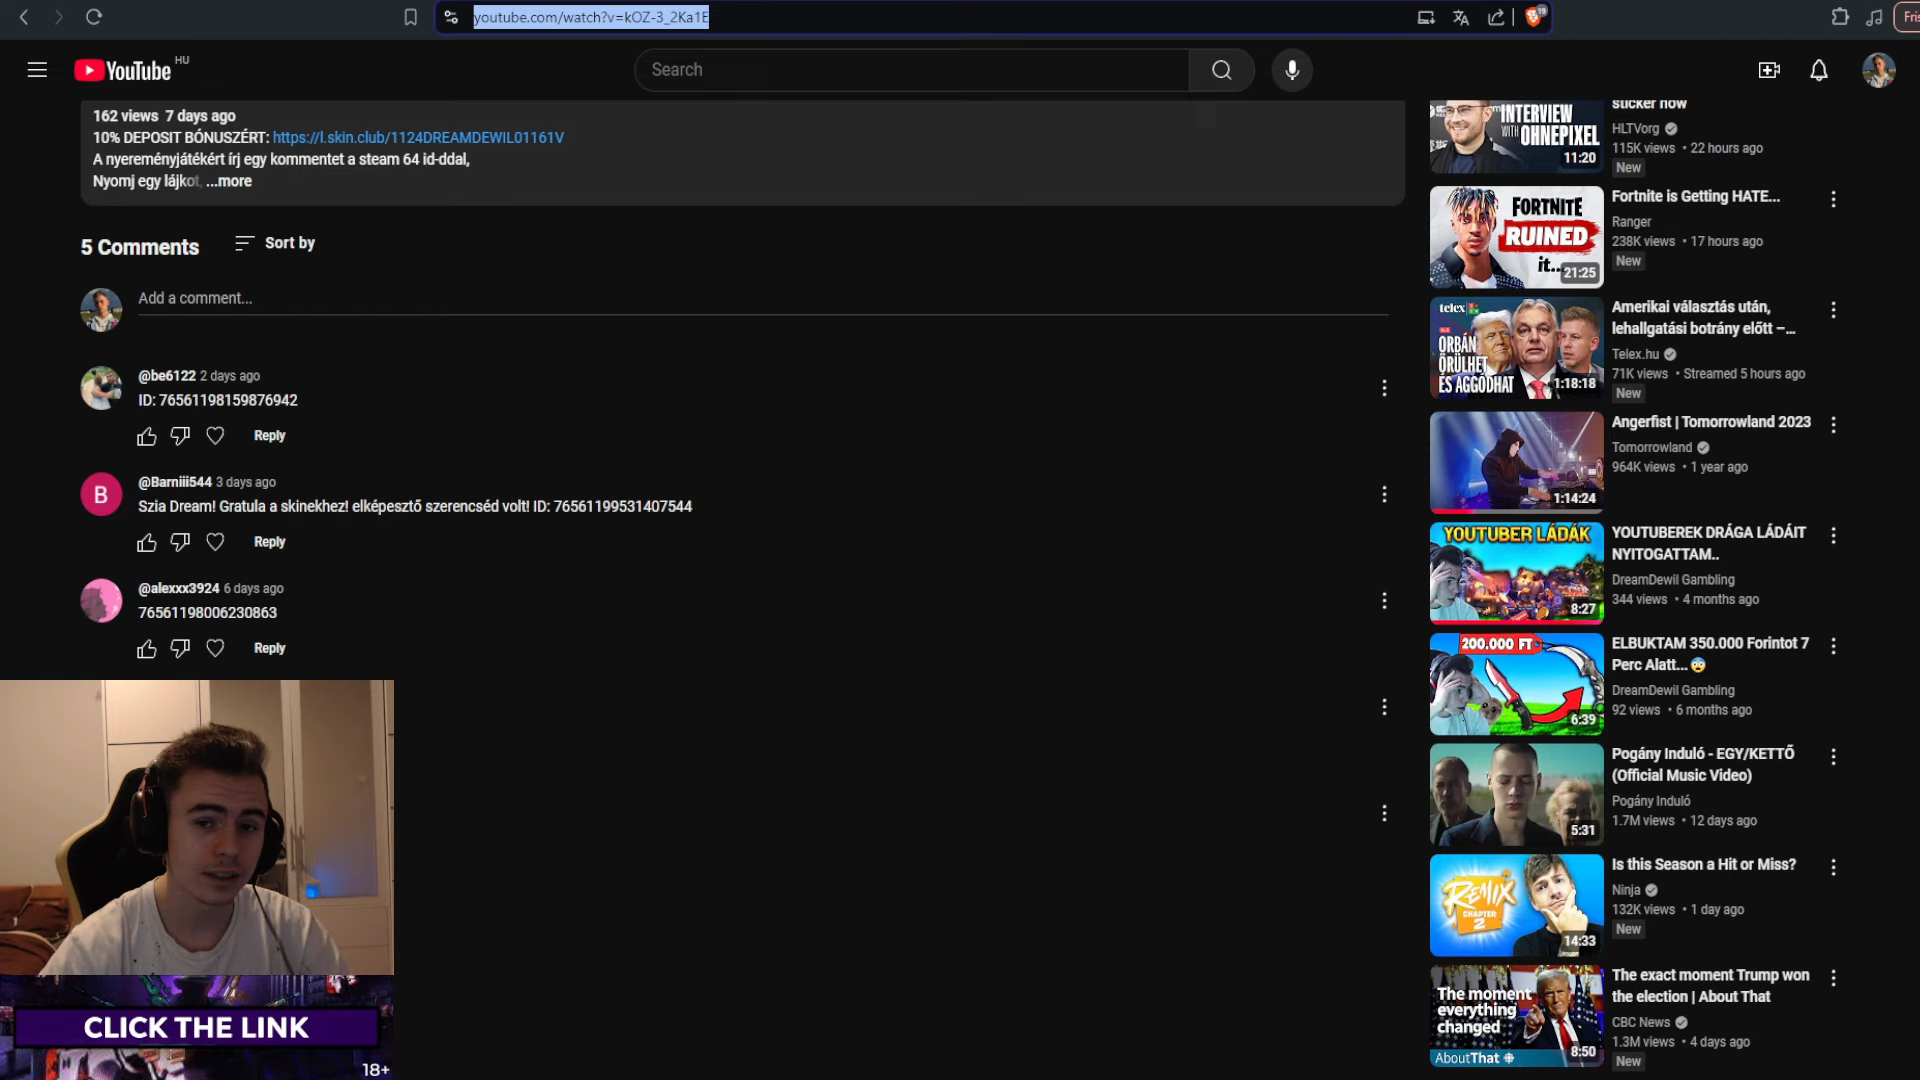 youtube.com/watch?v=kOZ-3_2Ka1E
19
Fris
YouTube
HU
Search
162 views 7 days ago
10% DEPOSIT BÓNUSZÉRT: https://l.skin.club/1124DREAMDEWIL01161V
A nyereményjátékért írj egy kommentet a steam 64 id-ddal,
Nyomj egy lájkot, ...more
5 Comments
Sort by
Add a comment...
@be6122 2 days ago
ID: 76561198159876942
Reply
@Barniii544 3 days ago
Szia Dream! Gratula a skinekhez! elképesztő szerencséd volt! ID: 76561199531407544
Reply
B
@alexxx3924 6 days ago
76561198006230863
Reply
CLICK THE LINK
18+
INTERVIEW
WITH OHNEPIXEL
11:20
sticker now
HLTVorg
115K views • 22 hours ago
New
FORTNITE
RUINED
it...
21:25
Fortnite is Getting HATE...
Ranger
238K views • 17 hours ago
New
telex
ORBÁN
ŐRÜLHET
ÉS AGGÓDHAT
1:18:18
Amerikai választás után,
lehallgatási botrány előtt –...
Telex.hu
71K views • Streamed 5 hours ago
New
1:14:24
Angerfist | Tomorrowland 2023
Tomorrowland
964K views • 1 year ago
YOUTUBER LÁDÁK
8:27
YOUTUBEREK DRÁGA LÁDÁIT
NYITOGATTAM..
DreamDewil Gambling
344 views • 4 months ago
200.000 FT
6:39
ELBUKTAM 350.000 Forintot 7
Perc Alatt...😨
DreamDewil Gambling
92 views • 6 months ago
5:31
Pogány Induló - EGY/KETTŐ
(Official Music Video)
Pogány Induló
1.7M views • 12 days ago
REMIX
CHAPTER
2
14:33
Is this Season a Hit or Miss?
Ninja
132K views • 1 day ago
New
The moment
everything
changed
AboutThat
8:50
The exact moment Trump won
the election | About That
CBC News
1.3M views • 4 days ago
New